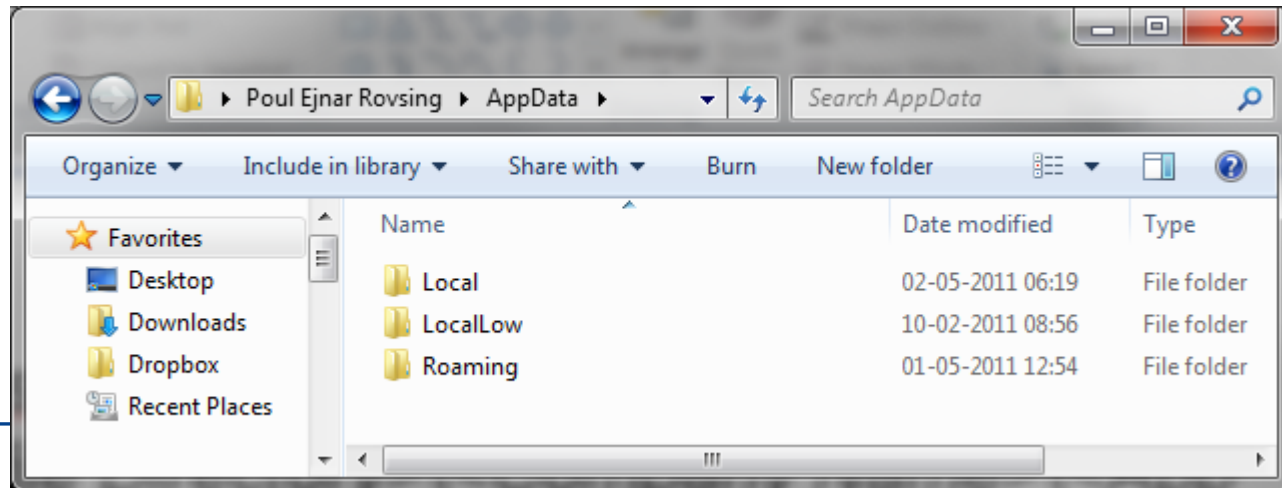 Poul Ejnar Rovsing AppData Search AppData
Organize Include in library Share with Burn New folder
Favorites
Desktop
Downloads
Dropbox
Recent Places
Name Date modified Type
Local 02-05-2011 06:19 File folder
LocalLow 10-02-2011 08:56 File folder
Roaming 01-05-2011 12:54 File folder